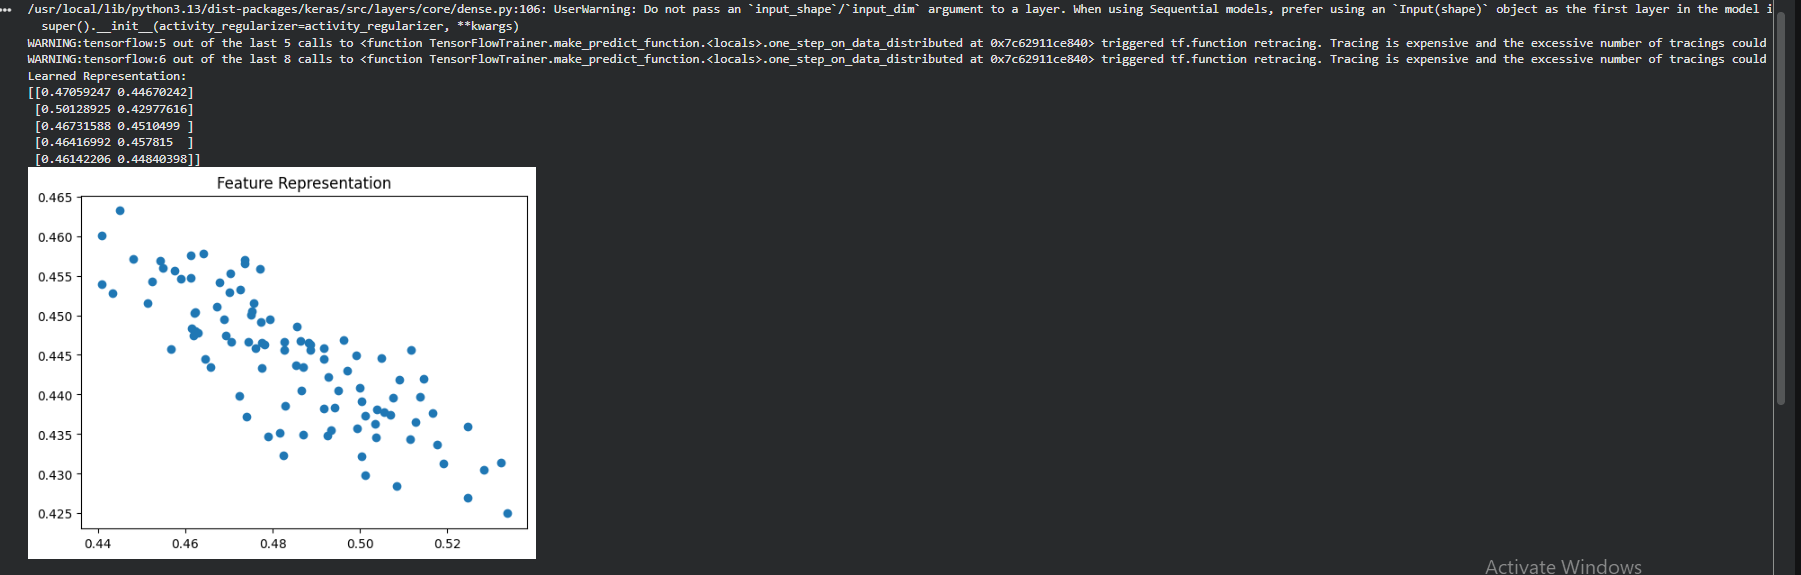 /usr/local/lib/python3.13/dist-packages/keras/src/layers/core/dense.py:106: UserWarning: Do not pass an `input_shape`/`input_dim` argument to a layer. When using Sequential models, prefer using an `Input(shape)` object as the first layer in the model i
super().__init__(activity_regularizer=activity_regularizer, **kwargs)
WARNING:tensorflow:5 out of the last 5 calls to <function TensorFlowTrainer.make_predict_function.<locals>.one_step_on_data_distributed at 0x7c62911ce840> triggered tf.function retracing. Tracing is expensive and the excessive number of tracings could
WARNING:tensorflow:6 out of the last 8 calls to <function TensorFlowTrainer.make_predict_function.<locals>.one_step_on_data_distributed at 0x7c62911ce840> triggered tf.function retracing. Tracing is expensive and the excessive number of tracings could
Learned Representation:
[[0.47059247 0.44670242]
[0.50128925 0.42977616]
[0.46731588 0.4510499 ]
[0.46416992 0.457815  ]
[0.46142206 0.44840398]]
Feature Representation
0.465
0.460
0.455
0.450
0.445
0.440
0.435
0.430
0.425
0.44 0.46 0.48 0.50 0.52
Activate Windows